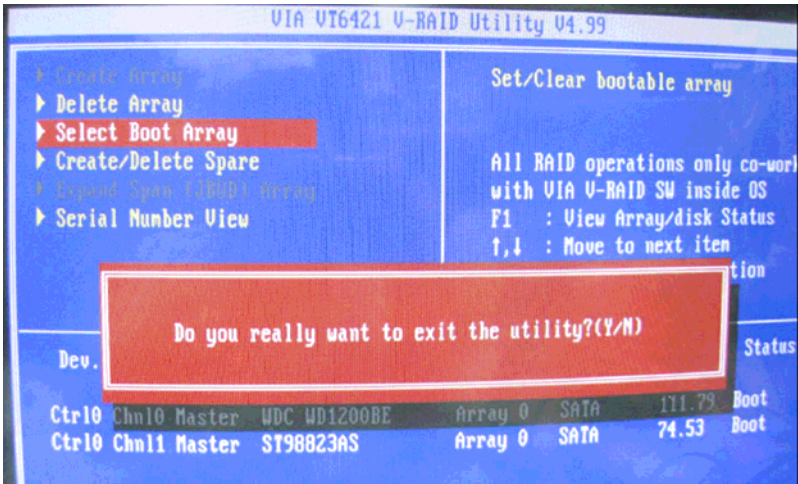 VIA VT6421 V-RAID Utility V4.99
Create Array
Delete Array
Select Boot Array
Create/Delete Spare
Expand Span (JBOD) Array
Serial Number View
Set/Clear bootable array
All RAID operations only co-work
with VIA V-RAID SW inside OS
F1 : View Array/disk Status
↑,↓ : Move to next item
tion
Do you really want to exit the utility?(Y/N)
Dev. Status
Ctrl0 Chnl0 Master WDC WD1200BE Array 0 SATA 111.79 Boot
Ctrl0 Chnl1 Master ST98823AS Array 0 SATA 74.53 Boot